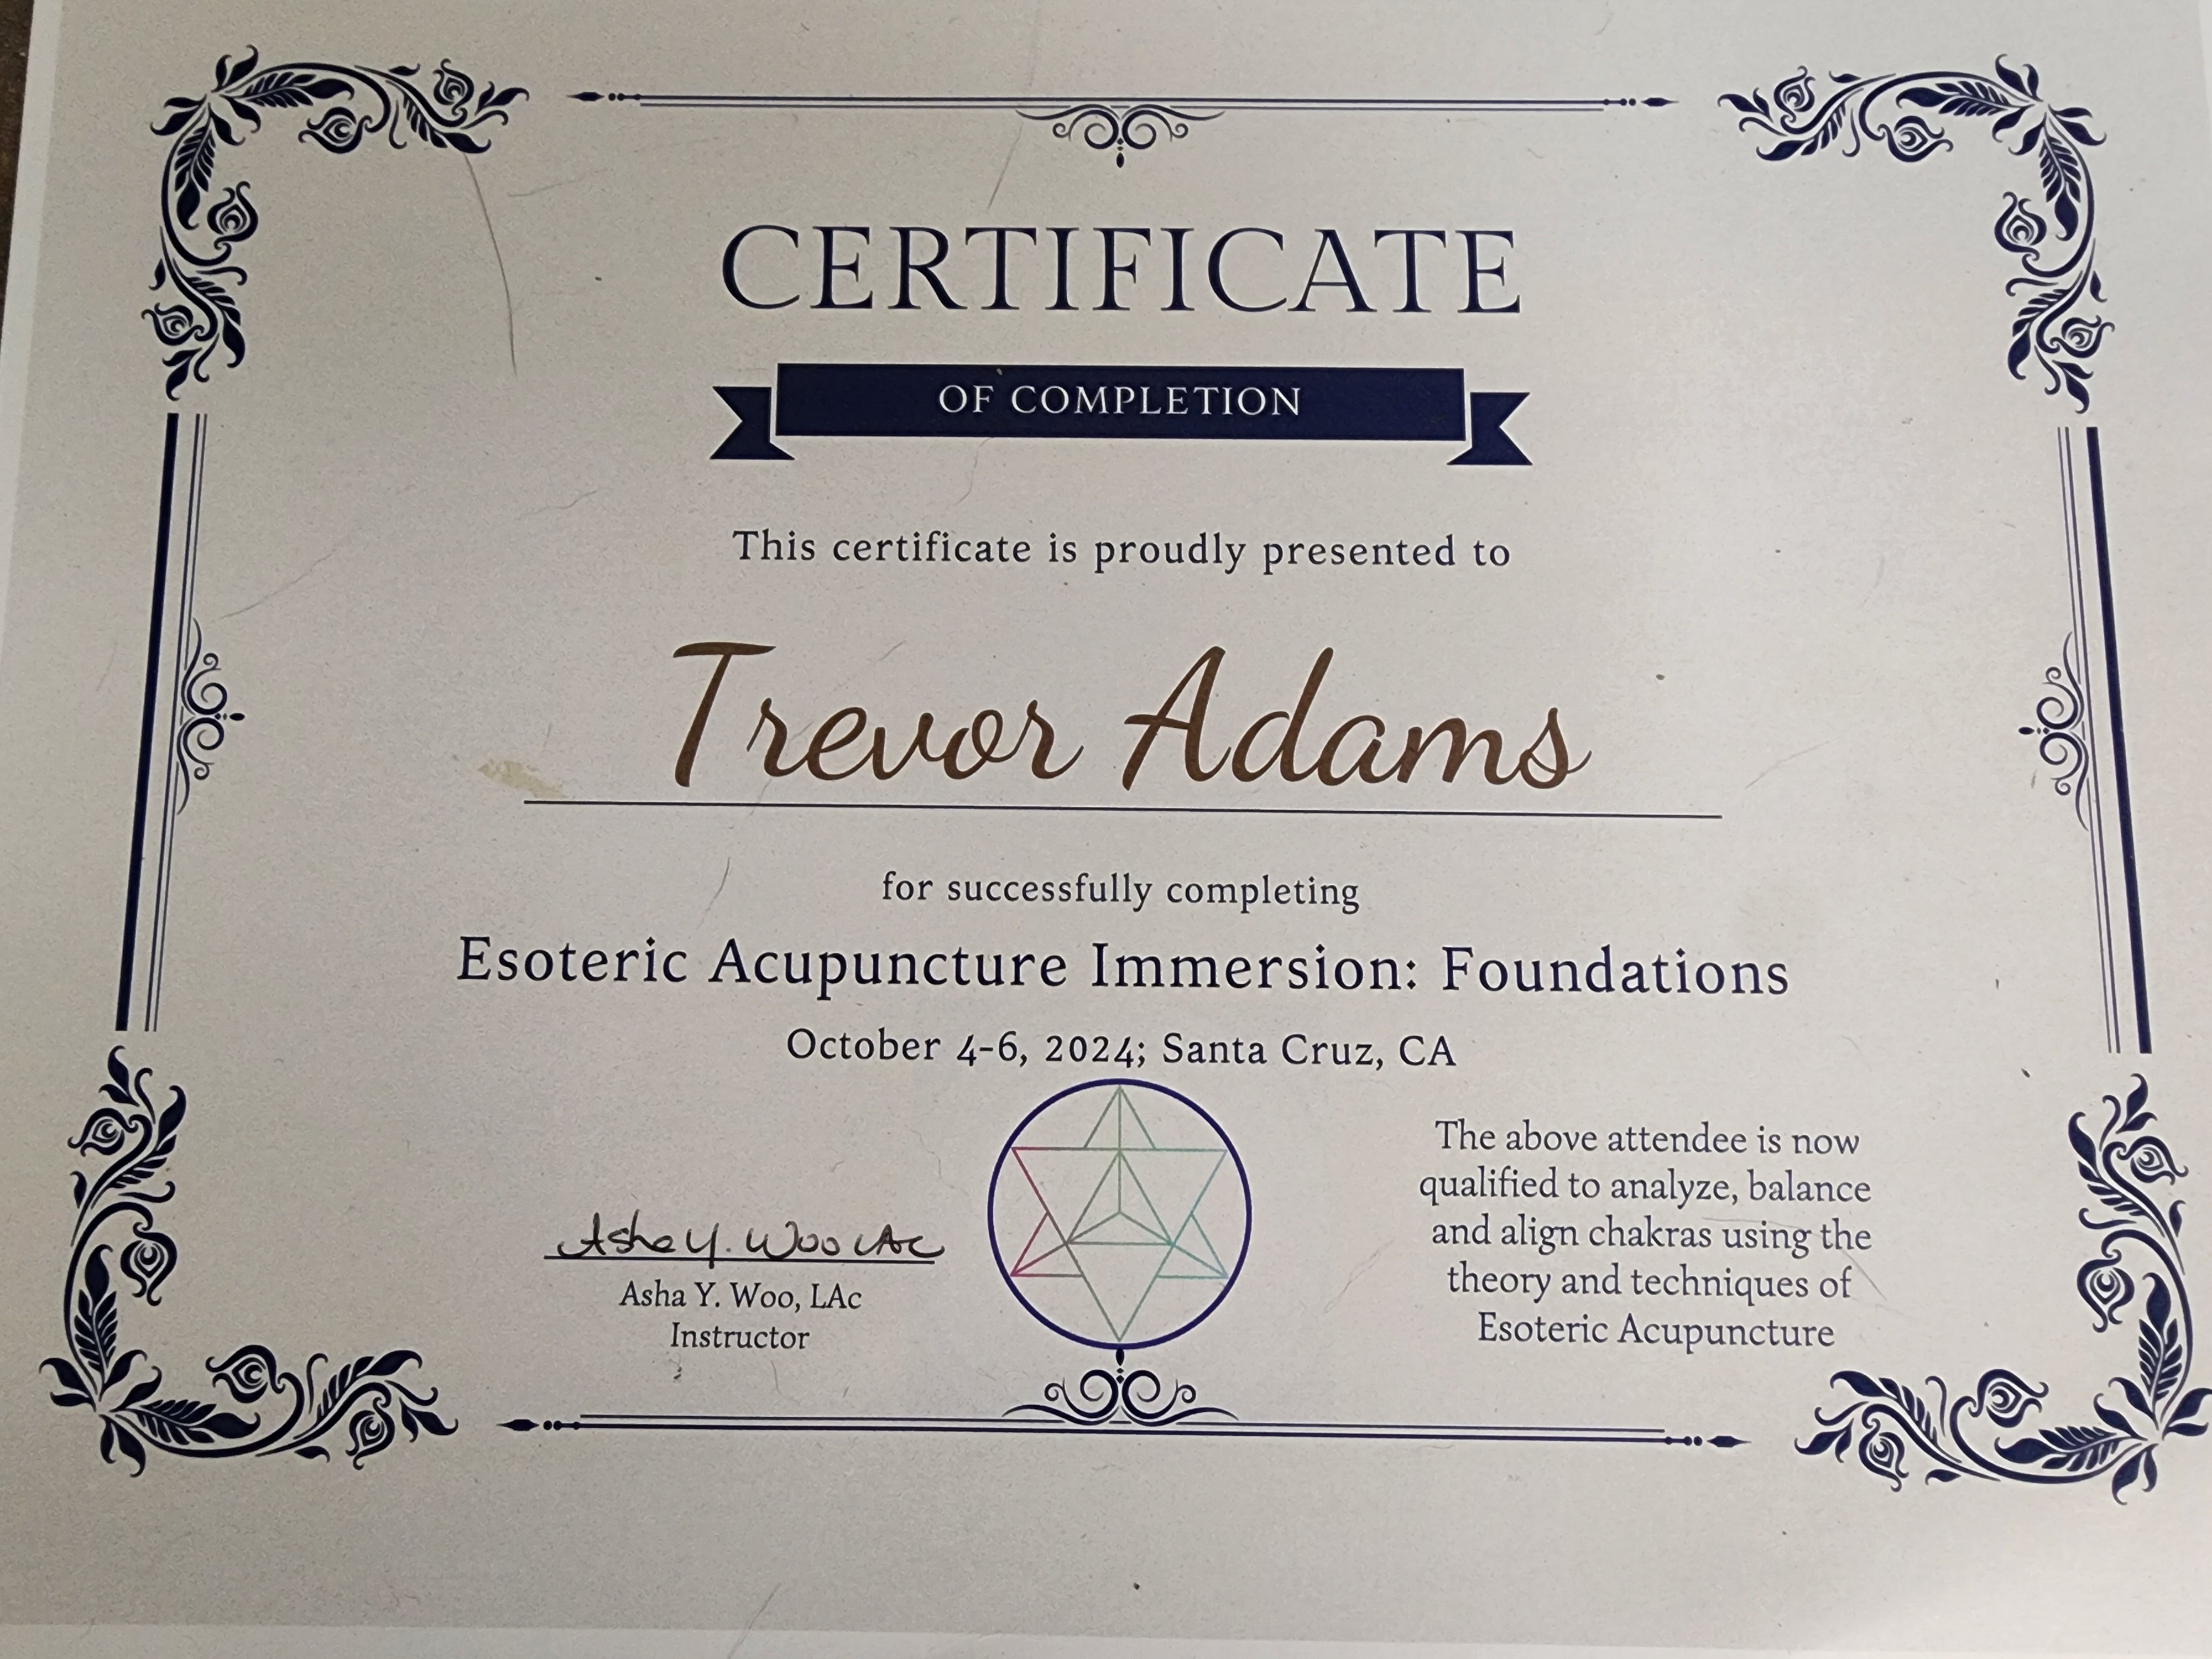 CERTIFICATE
OF COMPLETION
This certificate is proudly presented to
Trevor Adams
for successfully completing
Esoteric Acupuncture Immersion: Foundations
October 4-6, 2024; Santa Cruz, CA
Asha Y. Woo LAc
Asha Y. Woo, LAc
Instructor
The above attendee is now
qualified to analyze, balance
and align chakras using the
theory and techniques of
Esoteric Acupuncture